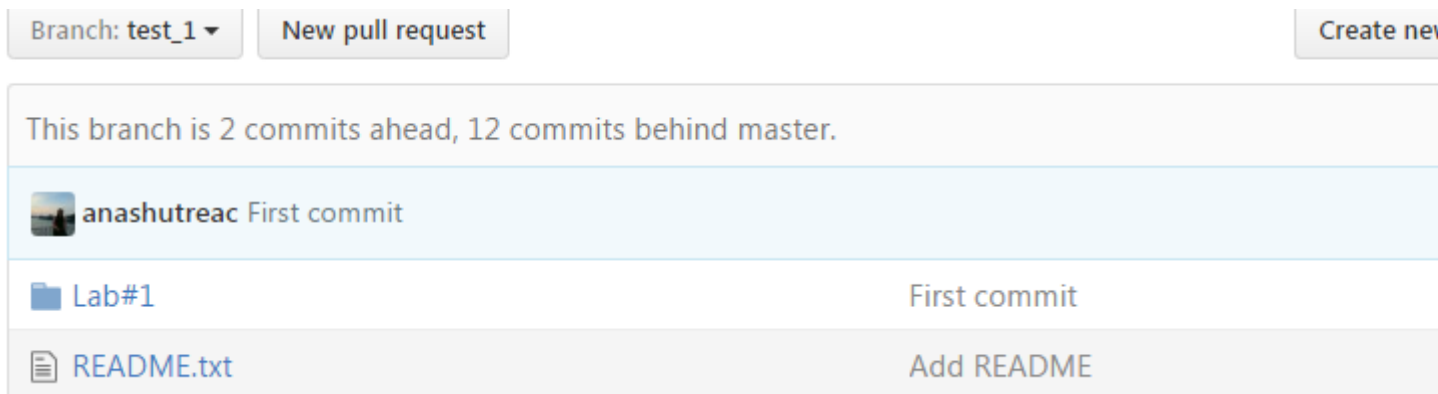 Branch: test_1 New pull request Create new
This branch is 2 commits ahead, 12 commits behind master.
anashutreac First commit
Lab#1 First commit
README.txt Add README